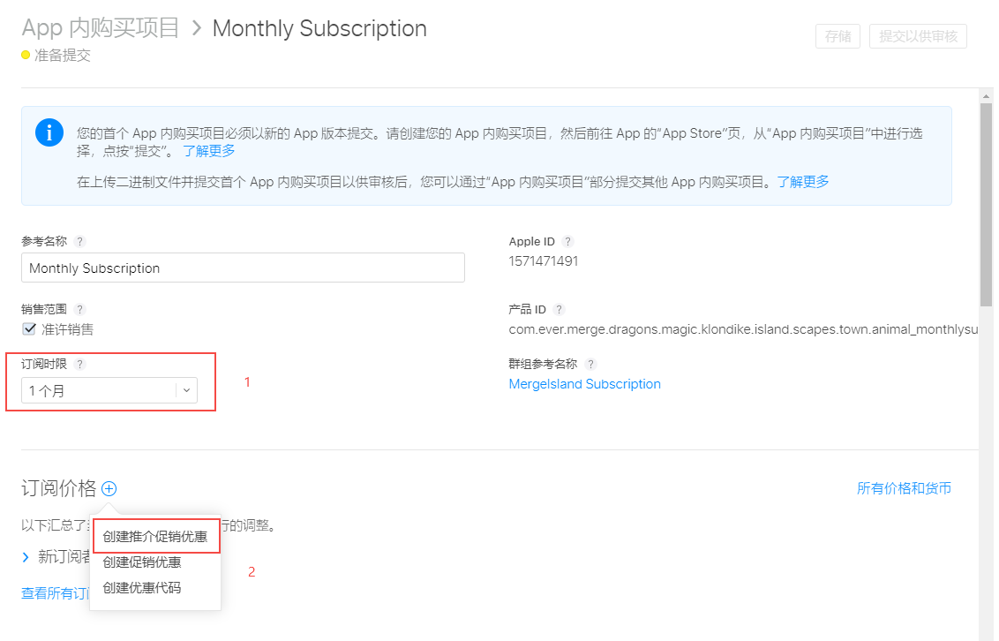 App 内购买项目 > Monthly Subscription
存储 提交以供审核
准备提交
您的首个 App 内购买项目必须以新的 App 版本提交。请创建您的 App 内购买项目，然后前往 App 的“App Store”页，从“App 内购买项目”中进行选
择，点按“提交”。 了解更多
在上传二进制文件并提交首个 App 内购买项目以供审核后，您可以通过“App 内购买项目”部分提交其他 App 内购买项目。了解更多
参考名称 ?
Monthly Subscription
Apple ID ?
1571471491
销售范围 ?
准许销售
产品 ID ?
com.ever.merge.dragons.magic.klondike.island.scapes.town.animal_monthlysu
订阅时限 ?
1 个月
1
群组参考名称 ?
MergeIsland Subscription
订阅价格
所有价格和货币
以下汇总了 行的调整。
创建推介促销优惠
新订阅者
创建促销优惠
2
查看所有订
创建优惠代码